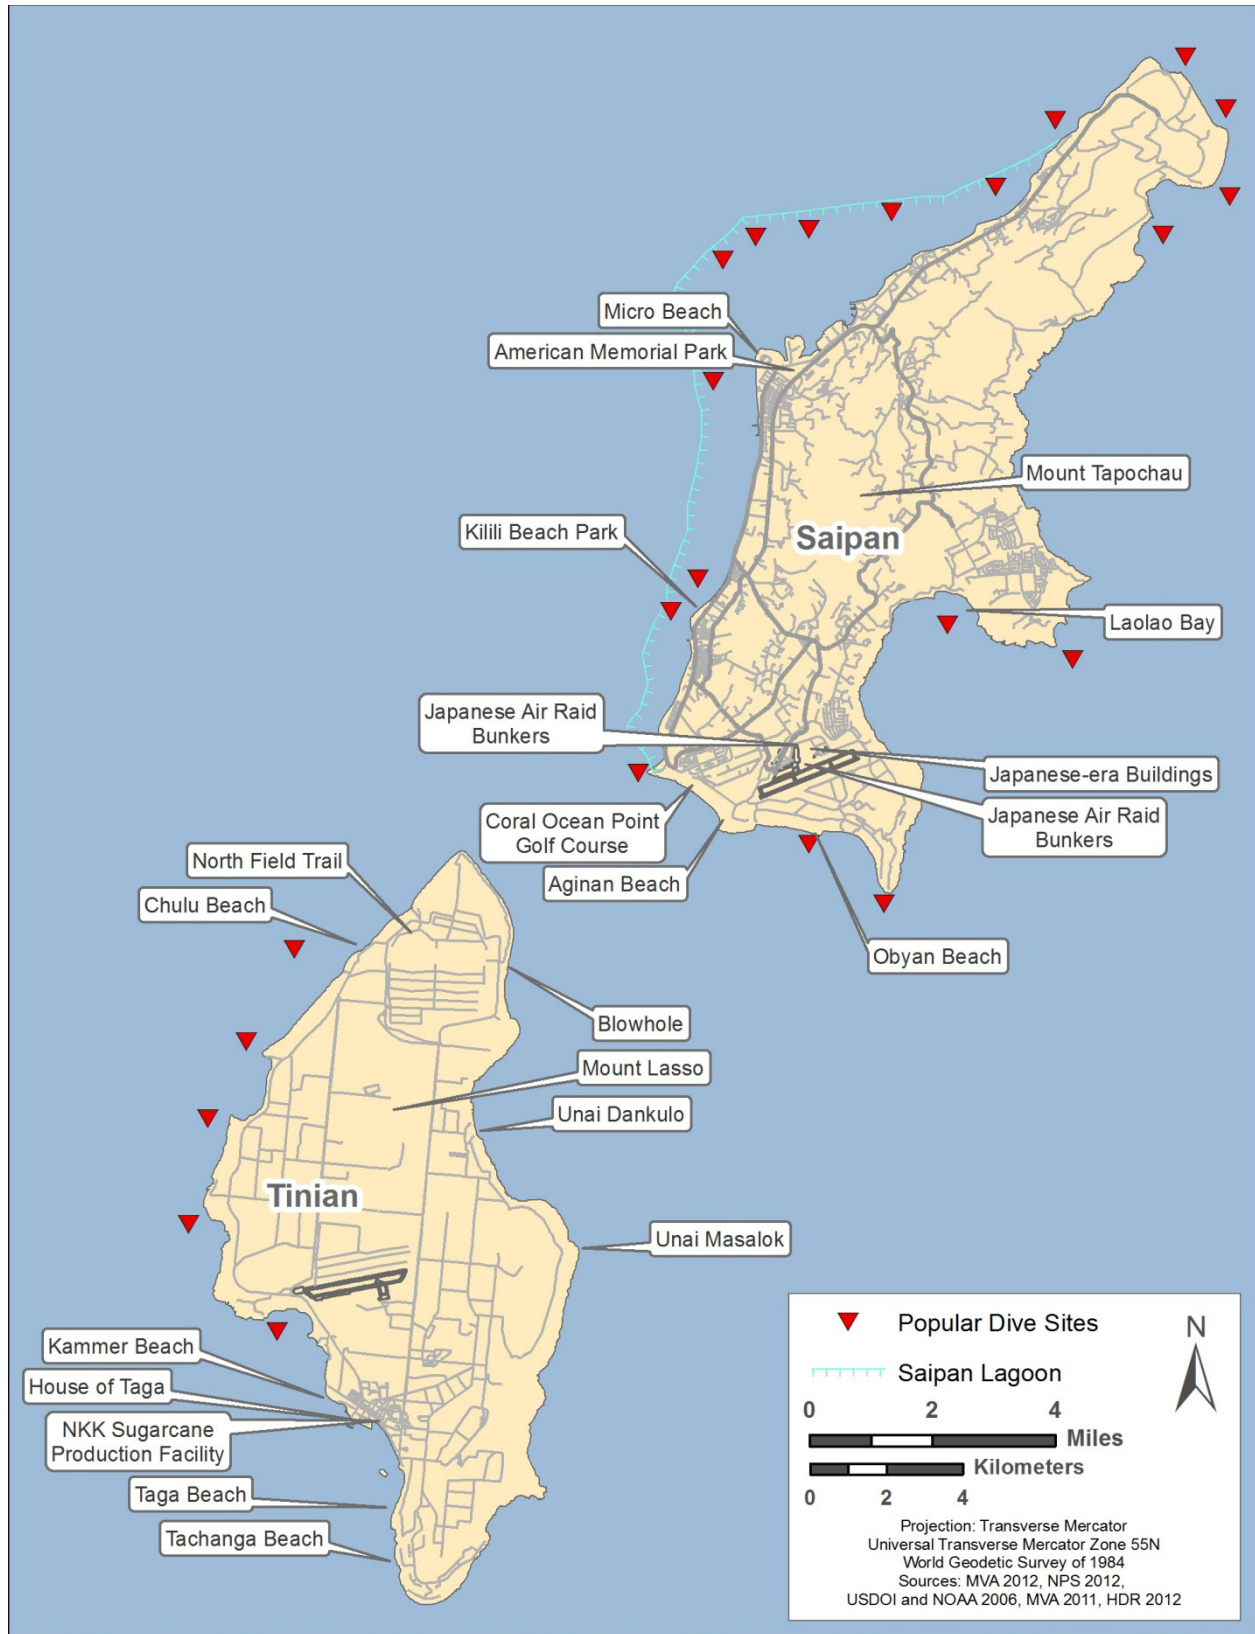 Micro Beach
American Memorial Park
Mount Tapochau
Kilili Beach Park
Saipan
Laolao Bay
Japanese Air Raid
Bunkers
Japanese-era Buildings
Coral Ocean Point
Golf Course
Japanese Air Raid
Bunkers
North Field Trail
Aginan Beach
Chulu Beach
Obyan Beach
Blowhole
Mount Lasso
Unai Dankulo
Tinian
Unai Masalok
Kammer Beach
House of Taga
NKK Sugarcane
Production Facility
Taga Beach
Tachanga Beach
Popular Dive Sites
N
Saipan Lagoon
0 2 4
Miles
Kilometers
0 2 4
Projection: Transverse Mercator
Universal Transverse Mercator Zone 55N
World Geodetic Survey of 1984
Sources: MVA 2012, NPS 2012,
USDOI and NOAA 2006, MVA 2011, HDR 2012